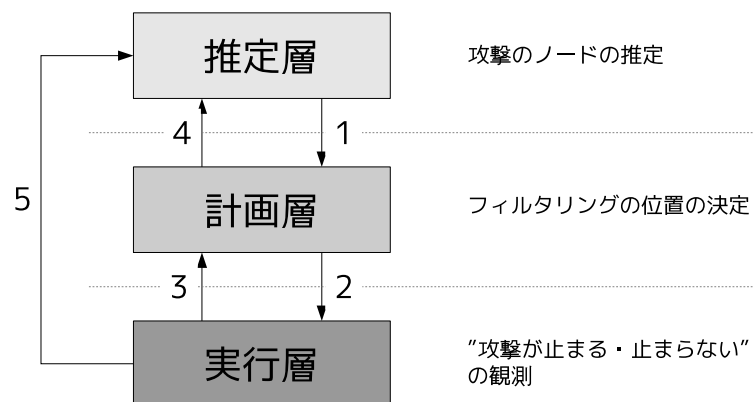 推定層
攻撃のノードの推定
4
1
5
計画層
フィルタリングの位置の決定
3
2
実行層
”攻撃が止まる・止まらない”
の観測